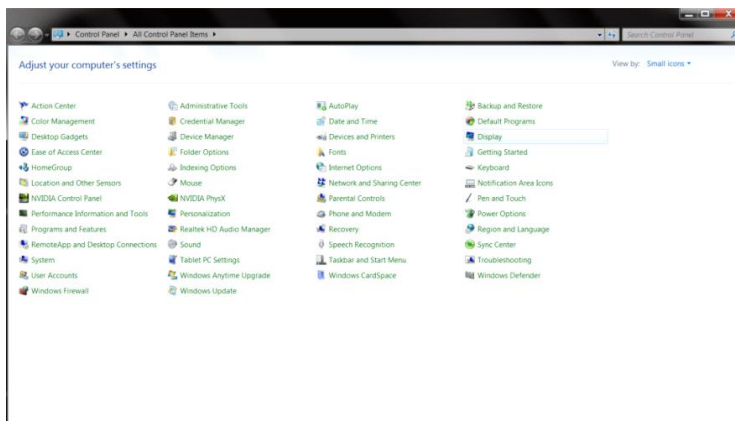 Control Panel ▸ All Control Panel Items ▸
Search Control Panel
Adjust your computer's settings
View by: Small icons
Action Center Administrative Tools AutoPlay Backup and Restore
Color Management Credential Manager Date and Time Default Programs
Desktop Gadgets Device Manager Devices and Printers Display
Ease of Access Center Folder Options Fonts Getting Started
HomeGroup Indexing Options Internet Options Keyboard
Location and Other Sensors Mouse Network and Sharing Center Notification Area Icons
NVIDIA Control Panel NVIDIA PhysX Parental Controls Pen and Touch
Performance Information and Tools Personalization Phone and Modem Power Options
Programs and Features Realtek HD Audio Manager Recovery Region and Language
RemoteApp and Desktop Connections Sound Speech Recognition Sync Center
System Tablet PC Settings Taskbar and Start Menu Troubleshooting
User Accounts Windows Anytime Upgrade Windows CardSpace Windows Defender
Windows Firewall Windows Update